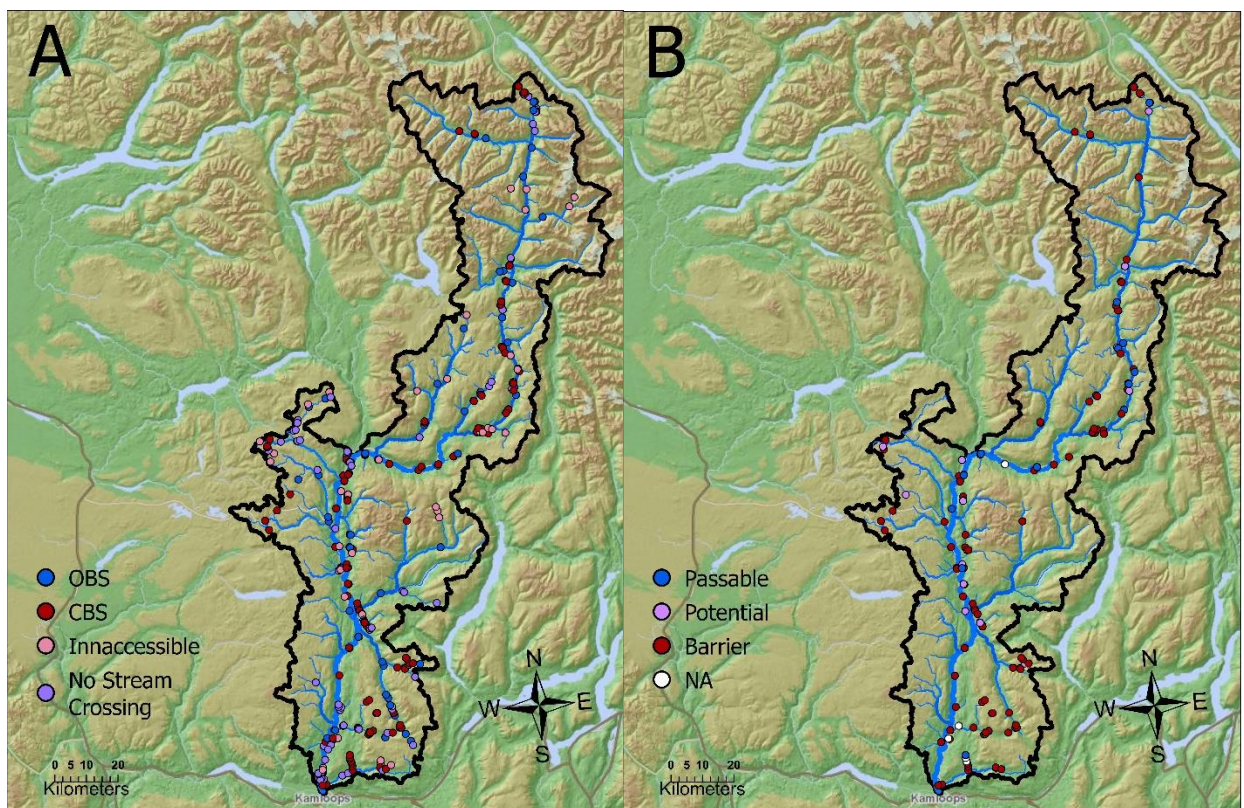 A
OBS
CBS
Innaccessible
No Stream
Crossing
N
W
E
S
0 5 10 20
Kilometers
Kamloops
B
Passable
Potential
Barrier
NA
N
W
E
S
0 5 10 20
Kilometers
Kamloops